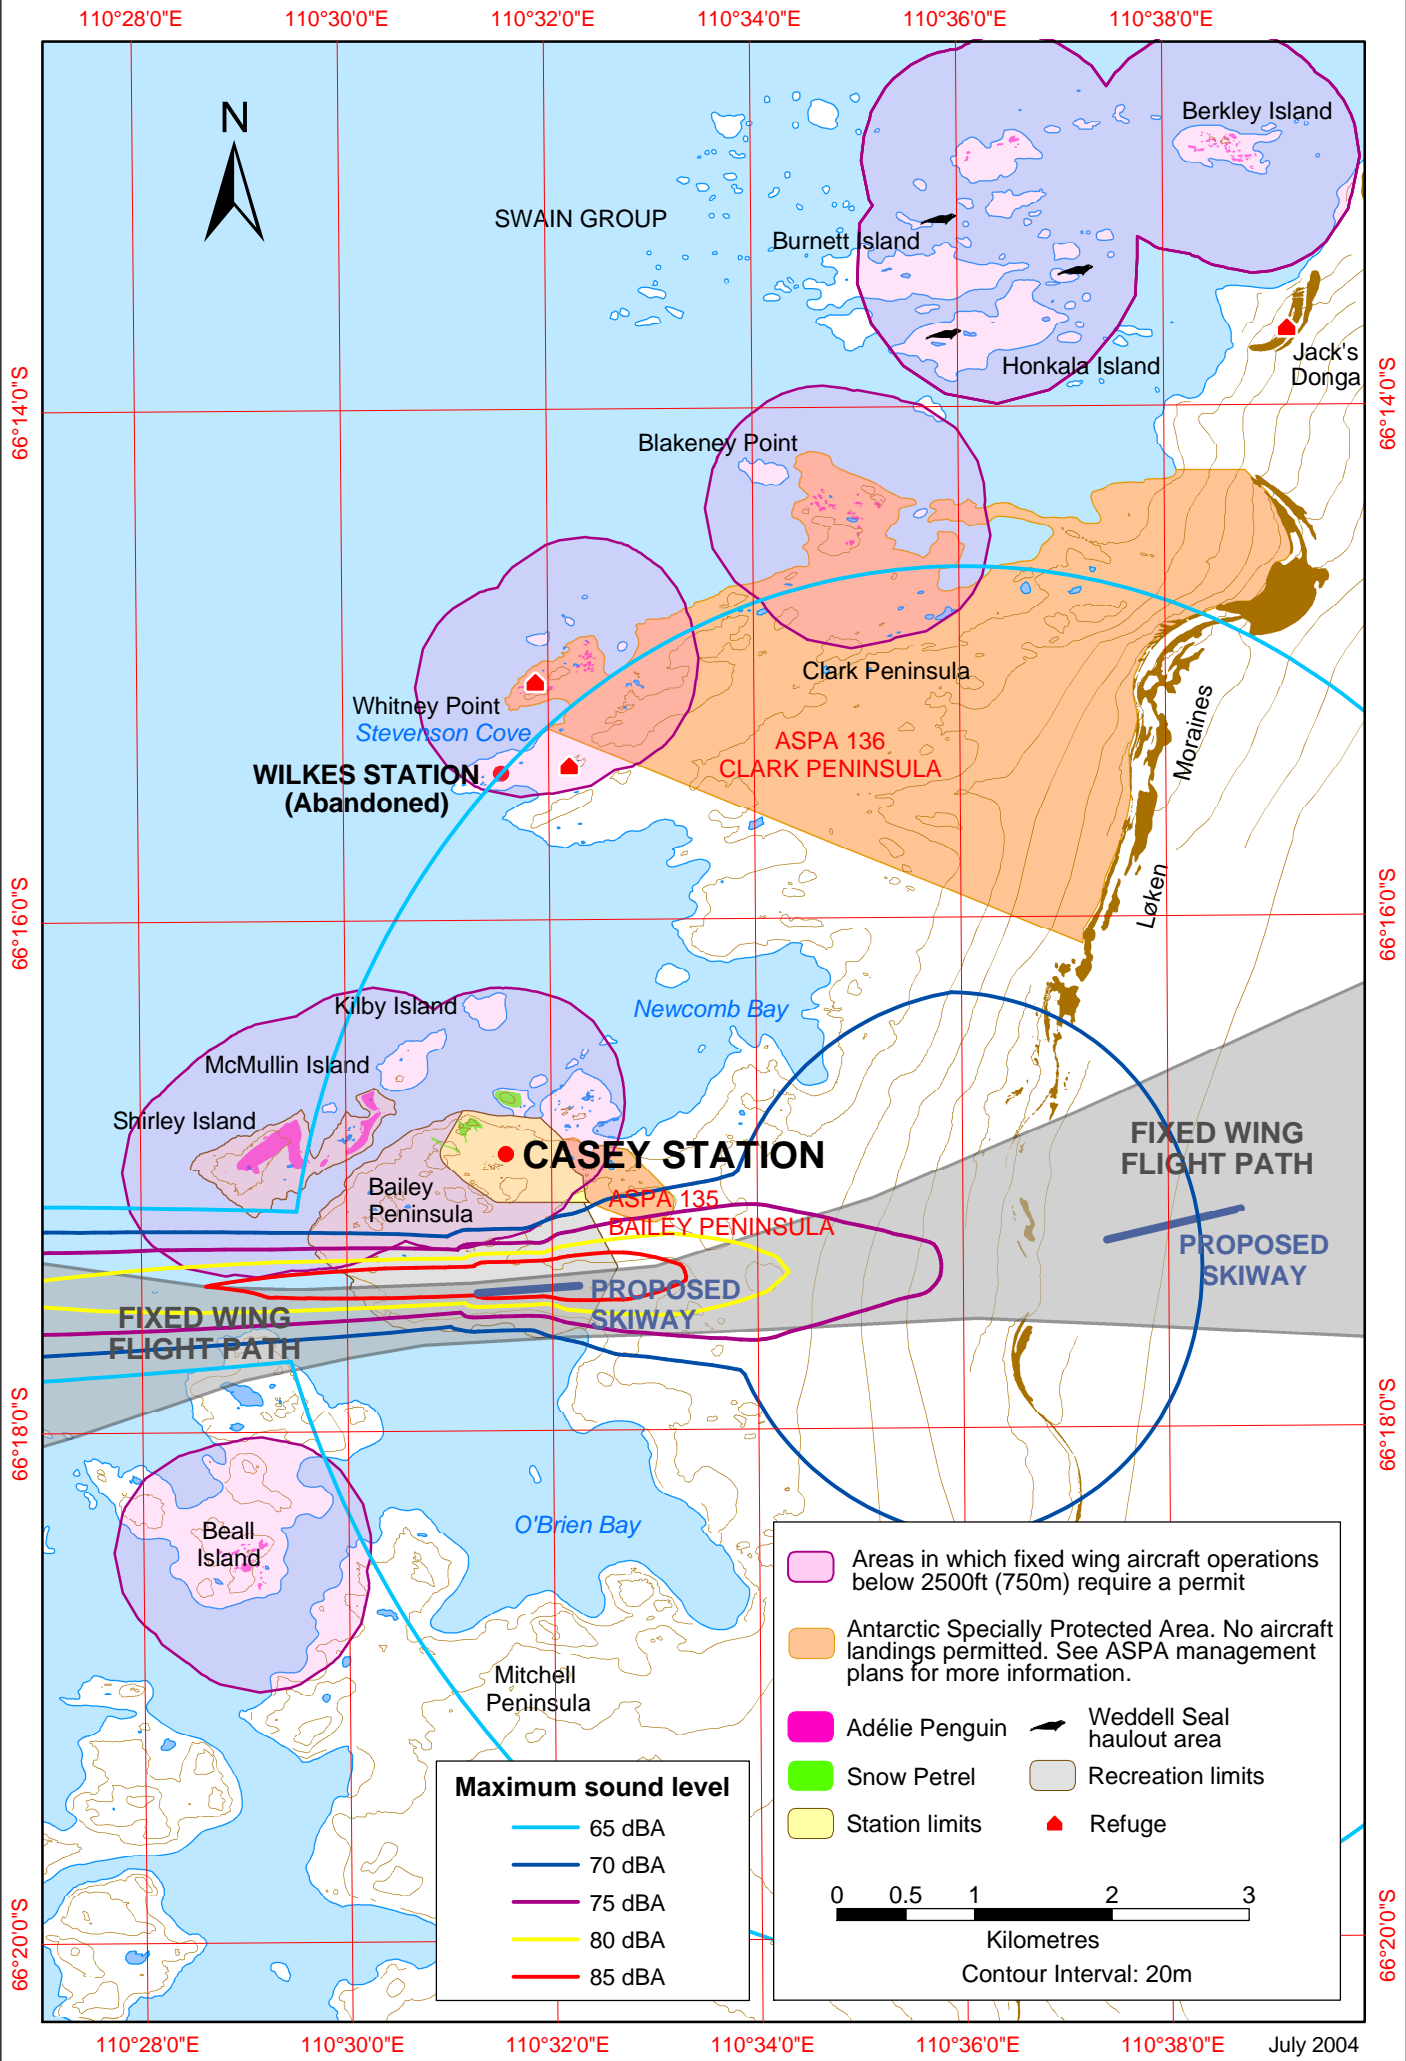 110°28'0"E 110°30'0"E 110°32'0"E 110°34'0"E 110°36'0"E 110°38'0"E
N
Berkley Island
SWAIN GROUP
Burnett Island
Honkala Island
Jack's
Donga
66°14'0"S
66°14'0"S
Blakeney Point
Clark Peninsula
Whitney Point
Stevenson Cove
ASPA 136
CLARK PENINSULA
Moraines
WILKES STATION
(Abandoned)
Løken
66°16'0"S
66°16'0"S
Kilby Island
Newcomb Bay
McMullin Island
Shirley Island
CASEY STATION
FIXED WING
FLIGHT PATH
Bailey
Peninsula
ASPA 135
BAILEY PENINSULA
PROPOSED
SKIWAY
PROPOSED
SKIWAY
FIXED WING
FLIGHT PATH
66°18'0"S
66°18'0"S
Beall
Island
O'Brien Bay
Mitchell
Peninsula
Areas in which fixed wing aircraft operations
below 2500ft (750m) require a permit
Antarctic Specially Protected Area. No aircraft
landings permitted. See ASPA management
plans for more information.
Adélie Penguin
Weddell Seal
haulout area
Snow Petrel
Recreation limits
Station limits
Refuge
0 0.5 1 2 3
Kilometres
Contour Interval: 20m
Maximum sound level
65 dBA
70 dBA
75 dBA
80 dBA
85 dBA
66°20'0"S
66°20'0"S
110°28'0"E 110°30'0"E 110°32'0"E 110°34'0"E 110°36'0"E 110°38'0"E
July 2004